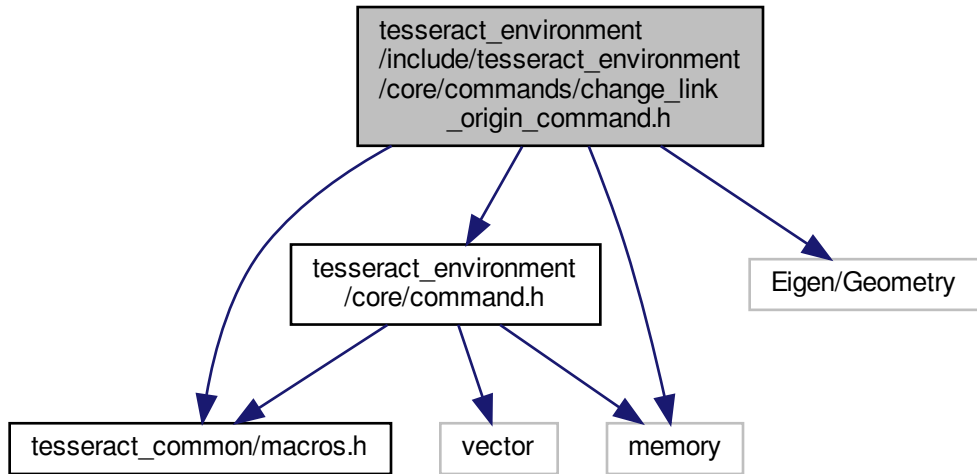 tesseract_environment
/include/tesseract_environment
/core/commands/change_link
_origin_command.h
tesseract_environment
/core/command.h
Eigen/Geometry
tesseract_common/macros.h
vector
memory